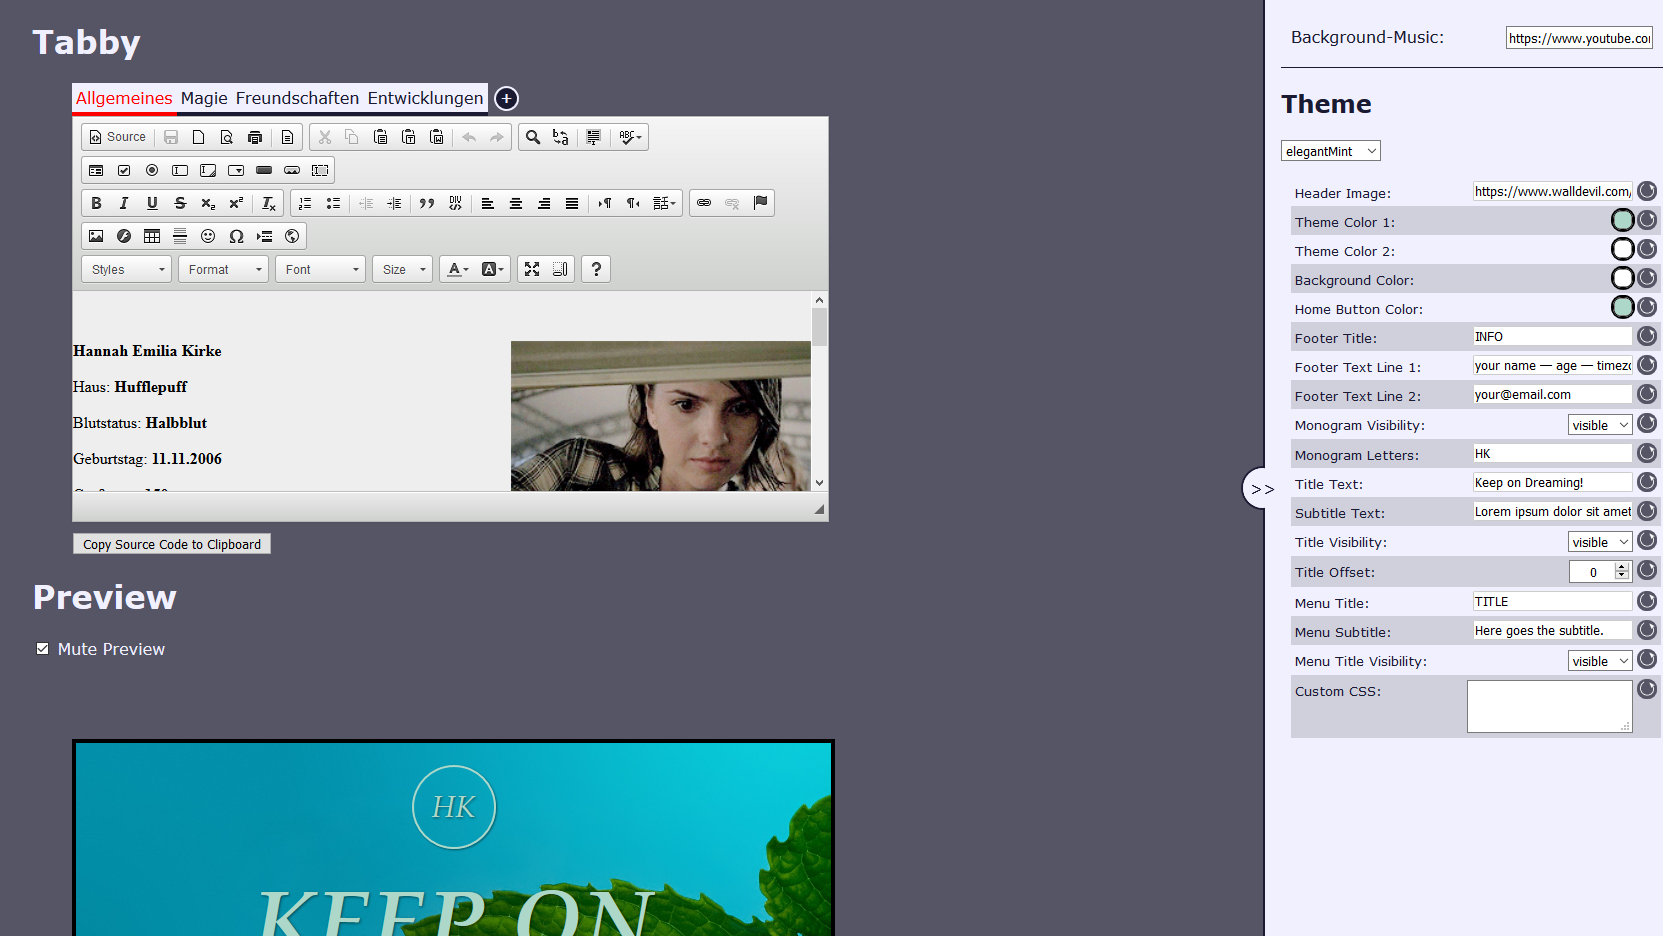 Tabby
Allgemeines Magie Freundschaften Entwicklungen +
Source
ABC
B I U S x₂ x² Iₓ
DIV
Styles Format Font Size A A ?
Hannah Emilia Kirke
Haus: Hufflepuff
Blutstatus: Halbblut
Geburtstag: 11.11.2006
Copy Source Code to Clipboard
Preview
Mute Preview
HK
KEEP ON
>>
Background-Music: https://www.youtube.co
Theme
elegantMint
Header Image: https://www.walldevil.com/
Theme Color 1:
Theme Color 2:
Background Color:
Home Button Color:
Footer Title: INFO
Footer Text Line 1: your name — age — timez
Footer Text Line 2: your@email.com
Monogram Visibility: visible
Monogram Letters: HK
Title Text: Keep on Dreaming!
Subtitle Text: Lorem ipsum dolor sit amet
Title Visibility: visible
Title Offset: 0
Menu Title: TITLE
Menu Subtitle: Here goes the subtitle.
Menu Title Visibility: visible
Custom CSS: